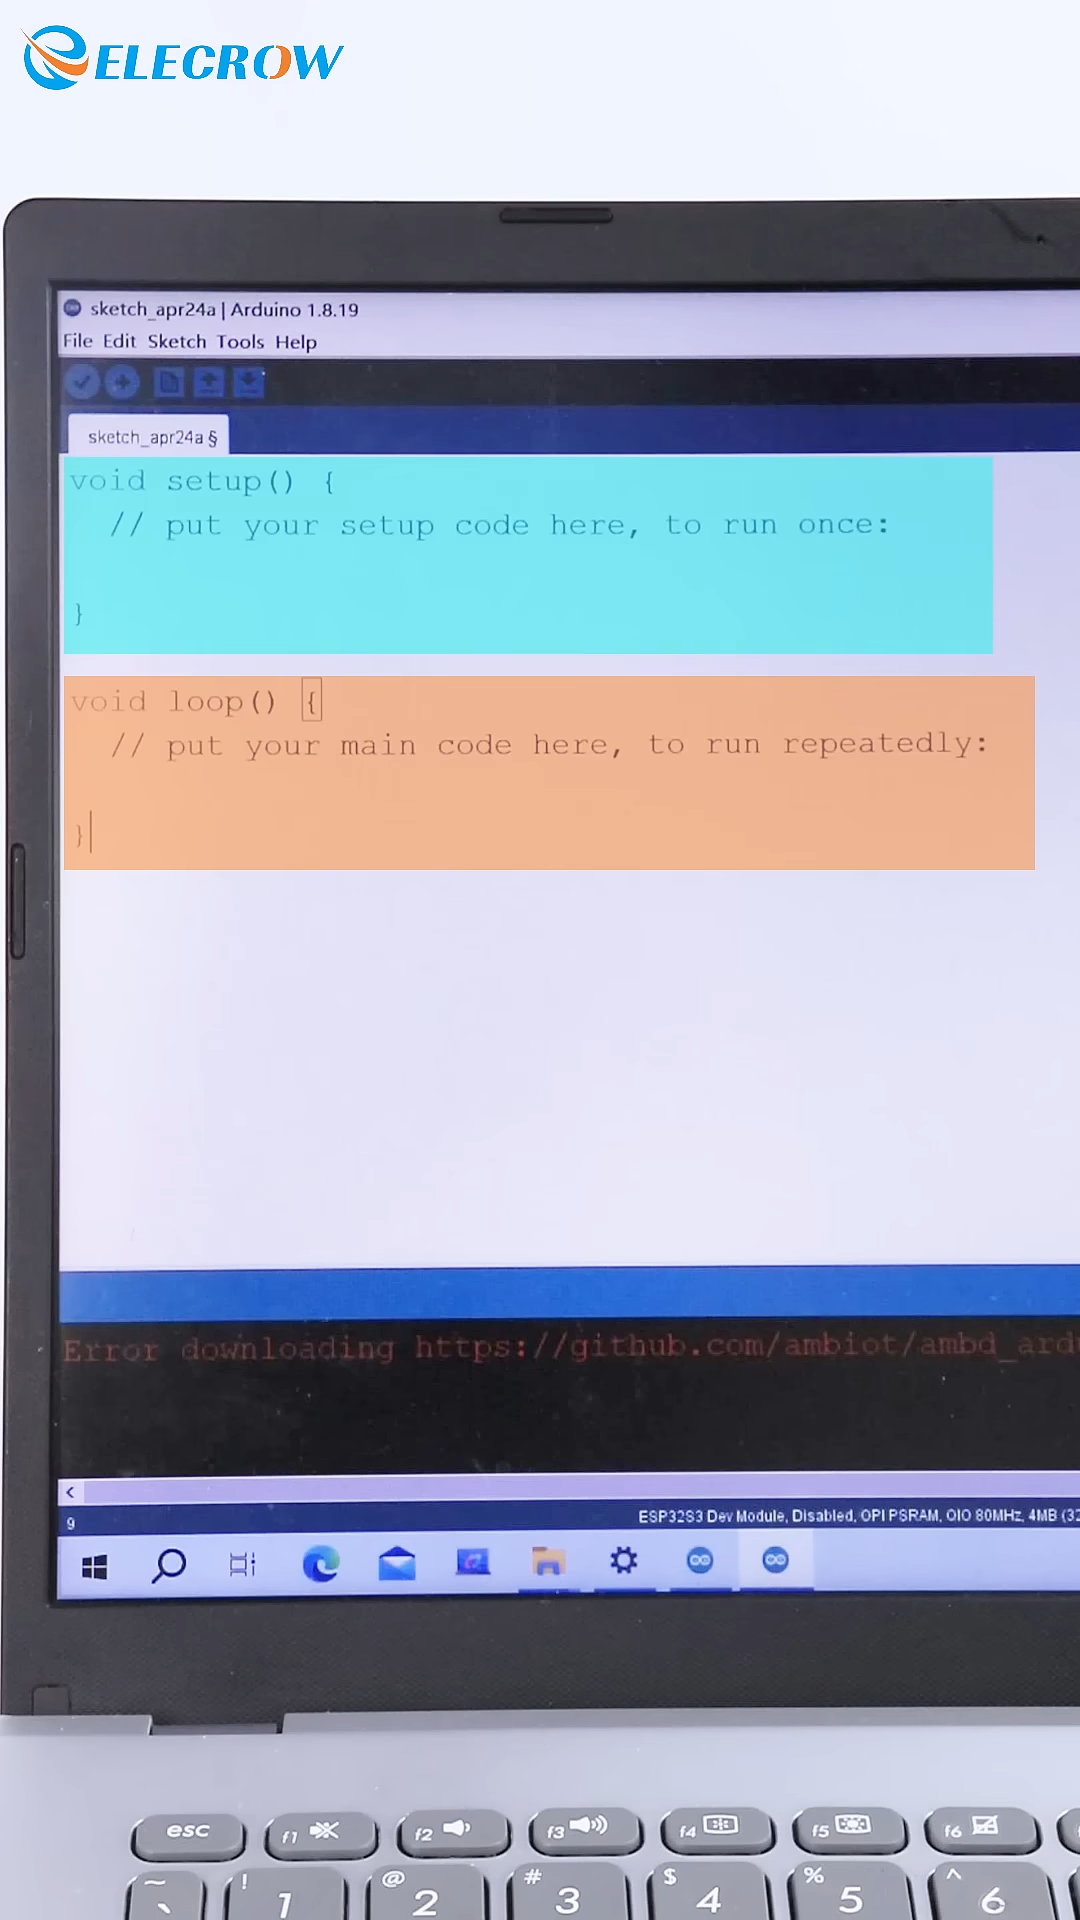 ELECROW
sketch_apr24a | Arduino 1.8.19
File Edit Sketch Tools Help
sketch_apr24a §
void setup() {
// put your setup code here, to run once:
}
void loop() {
// put your main code here, to run repeatedly:
}
Error downloading https://github.com/ambiot/ambd_ard
9
ESP32S3 Dev Module, Disabled, OPI PSRAM, QIO 80MHz, 4MB (32
esc f1 f2 f3 f4 f5 f6
~ ! @ # $ % ^
` 1 2 3 4 5 6